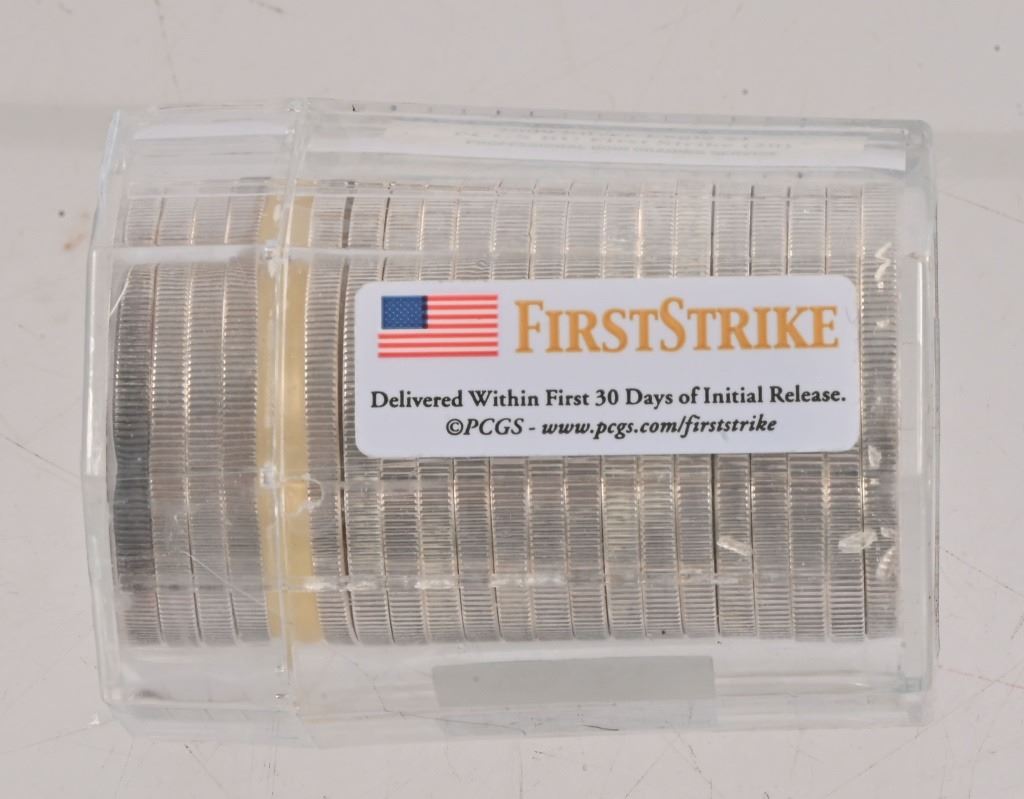 FIRSTSTRIKE
Delivered Within First 30 Days of Initial Release.
©PCGS - www.pcgs.com/firststrike